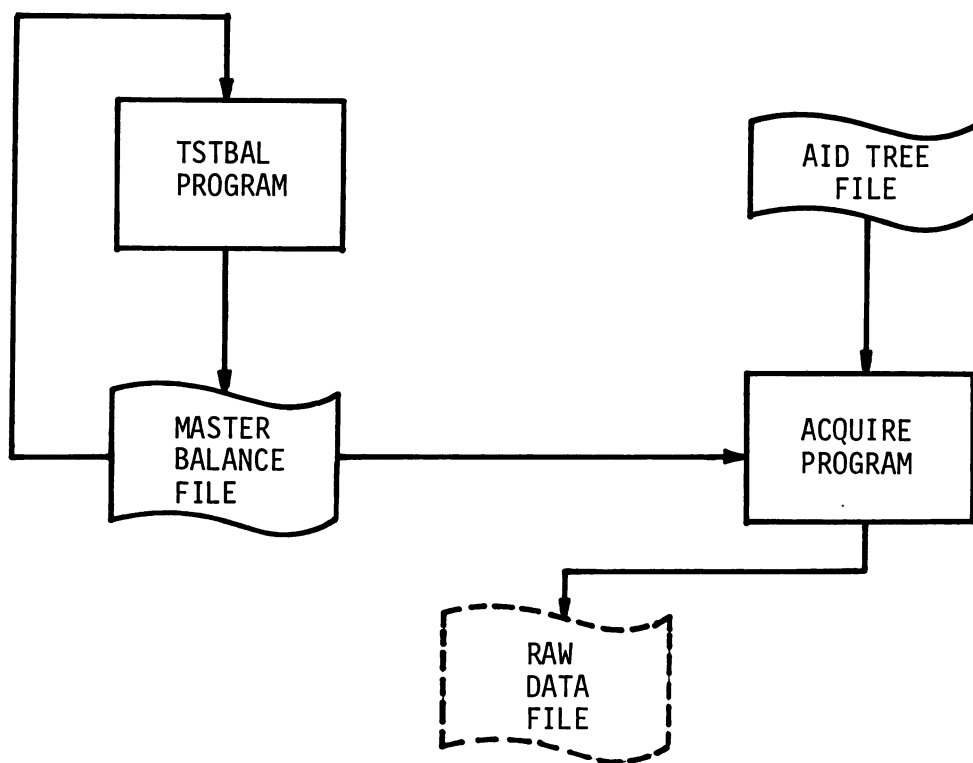 TSTBAL
PROGRAM
AID TREE
FILE
MASTER
BALANCE
FILE
ACQUIRE
PROGRAM
RAW
DATA
FILE